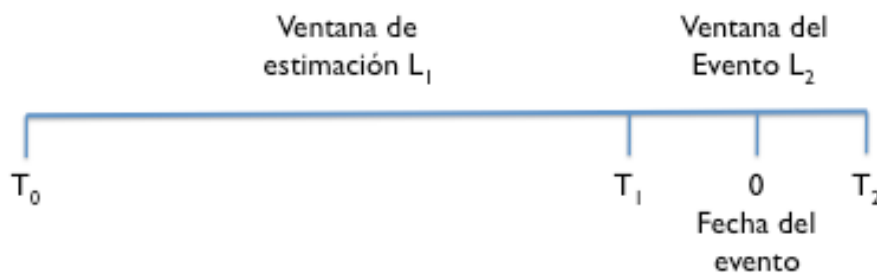 Ventana de
estimación L₁
Ventana del
Evento L₂
T₀
T₁
0
T₂
Fecha del
evento